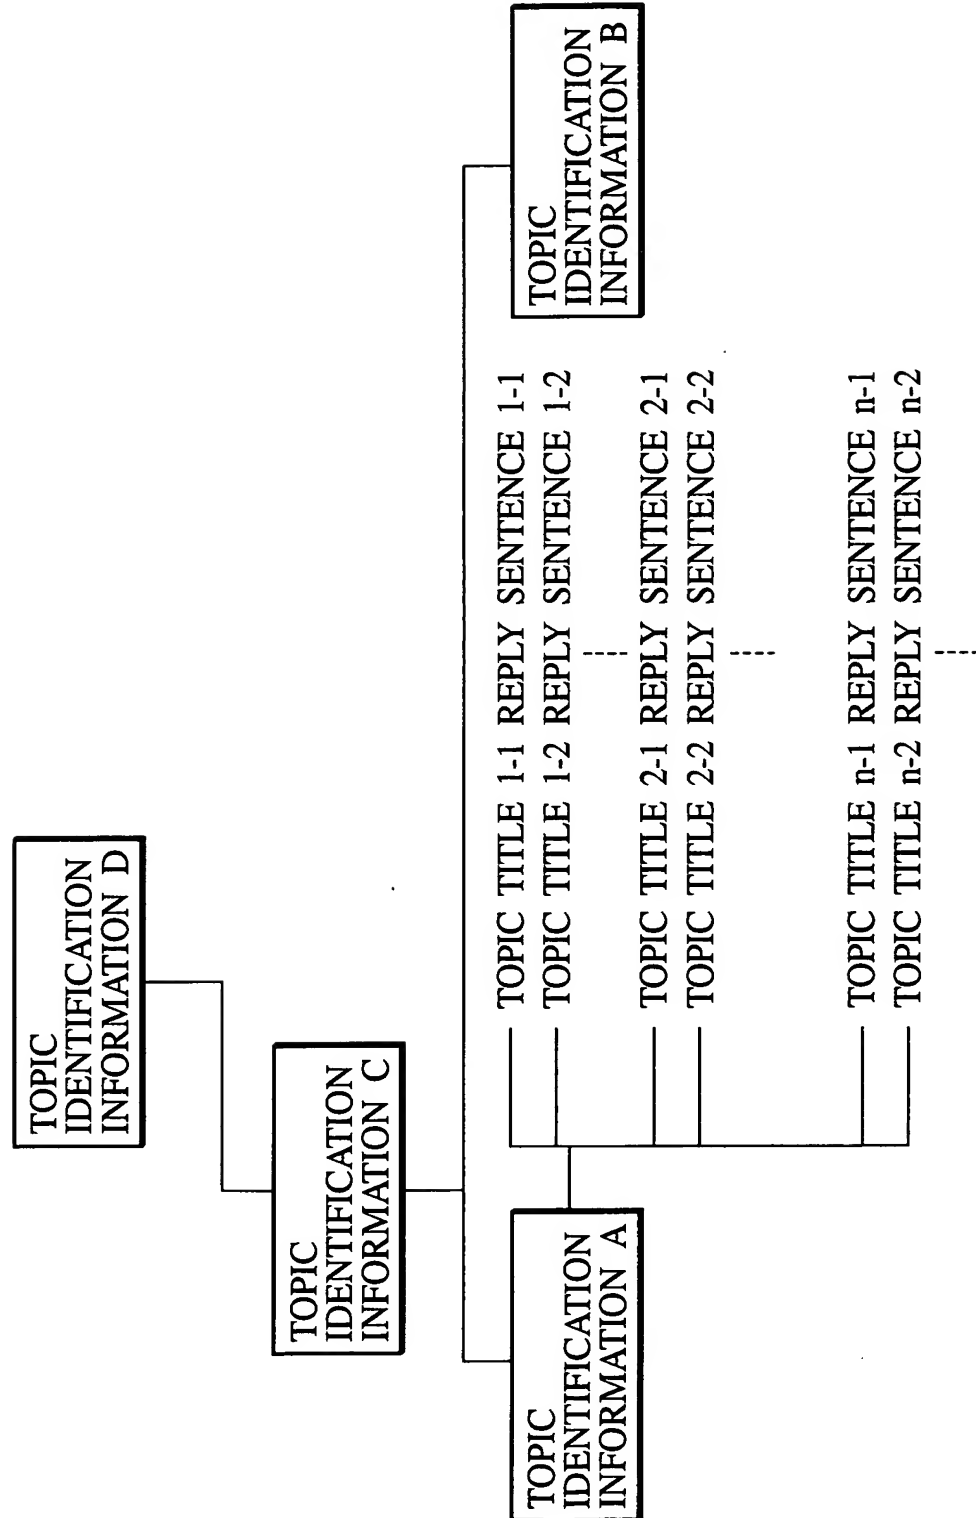 TOPIC
IDENTIFICATION
INFORMATION D
TOPIC
IDENTIFICATION
INFORMATION C
TOPIC
IDENTIFICATION
INFORMATION A
TOPIC TITLE 1-1 REPLY SENTENCE 1-1
TOPIC TITLE 1-2 REPLY SENTENCE 1-2
TOPIC TITLE 2-1 REPLY SENTENCE 2-1
TOPIC TITLE 2-2 REPLY SENTENCE 2-2
TOPIC TITLE n-1 REPLY SENTENCE n-1
TOPIC TITLE n-2 REPLY SENTENCE n-2
TOPIC
IDENTIFICATION
INFORMATION B